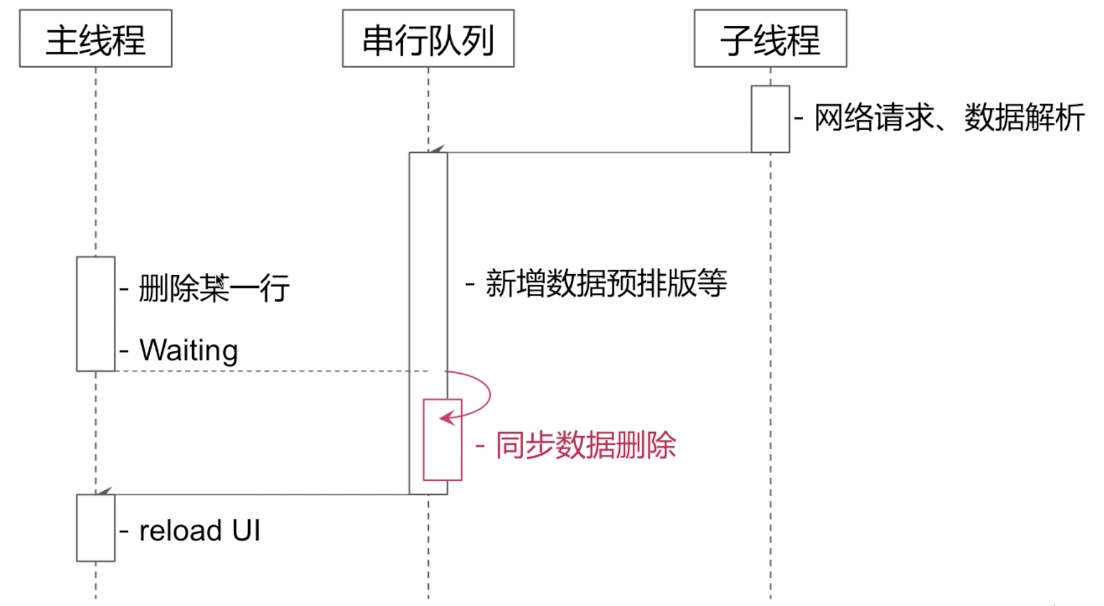 主线程
串行队列
子线程
- 网络请求、数据解析
- 删除某一行
- 新增数据预排版等
- Waiting
- 同步数据删除
- reload UI